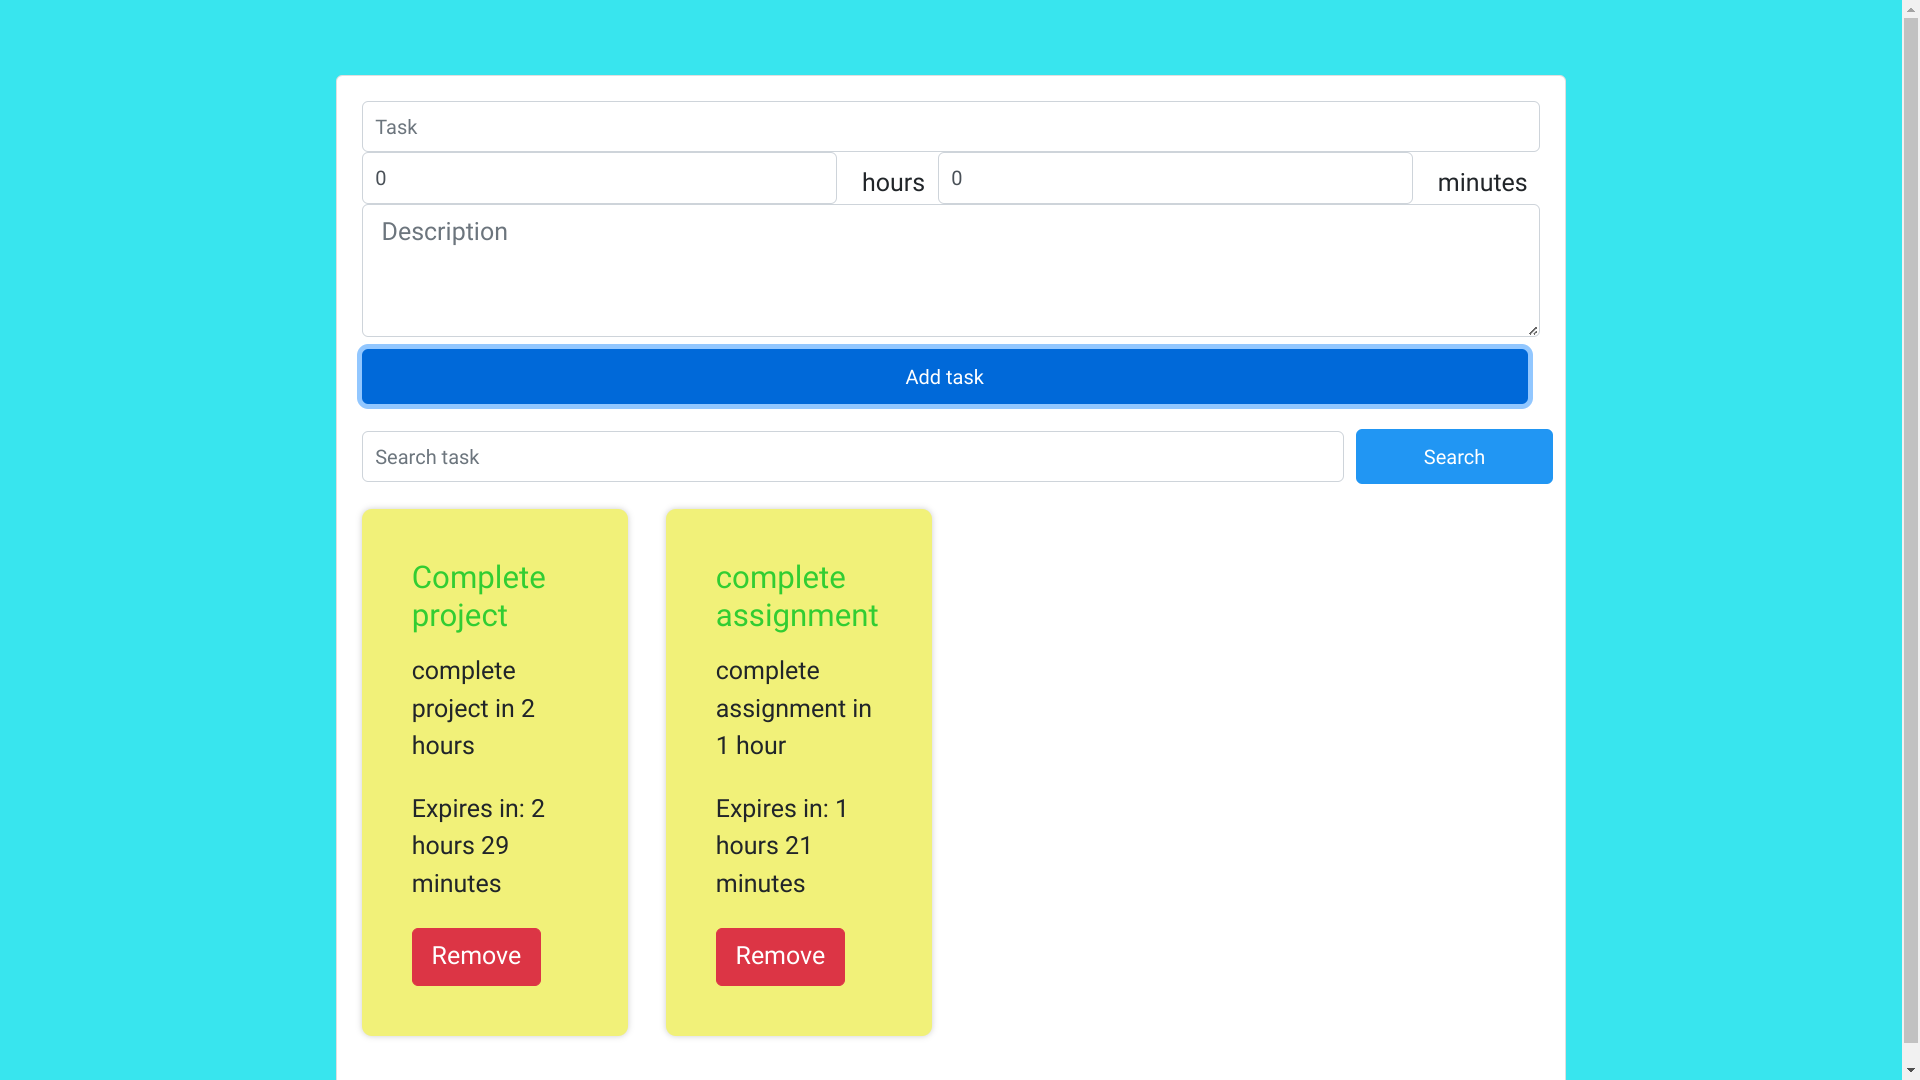 Task
0 hours 0 minutes
Description
Add task
Search task Search
Complete
project
complete
project in 2
hours
Expires in: 2
hours 29
minutes
Remove
complete
assignment
complete
assignment in
1 hour
Expires in: 1
hours 21
minutes
Remove